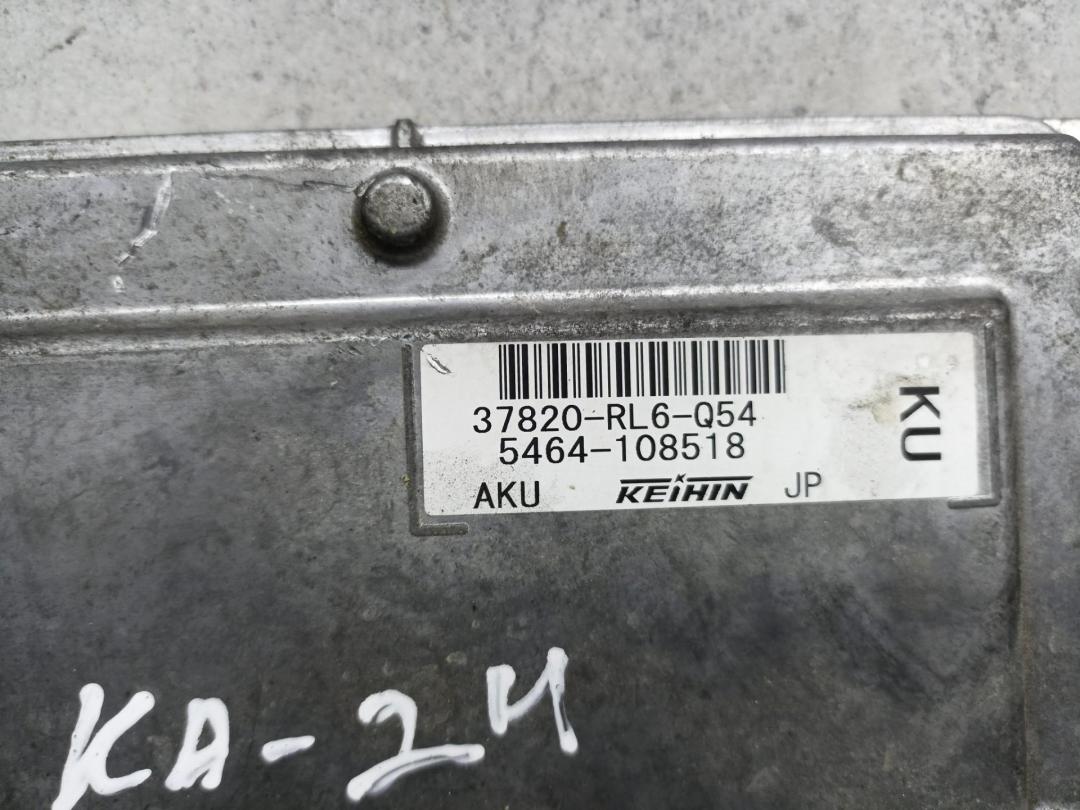 37820-RL6-Q54
5464-108518
AKU KEIHIN JP
KU
KA-24